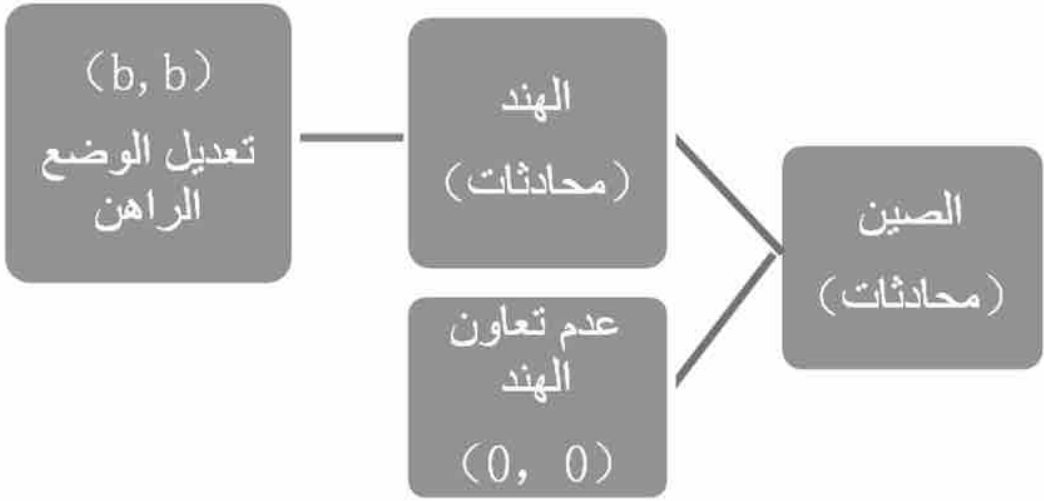 الصين
(محادثات)
الهند
(محادثات)
(b, b)
تعديل الوضع
الراهن
عدم تعاون
الهند
(0, 0)